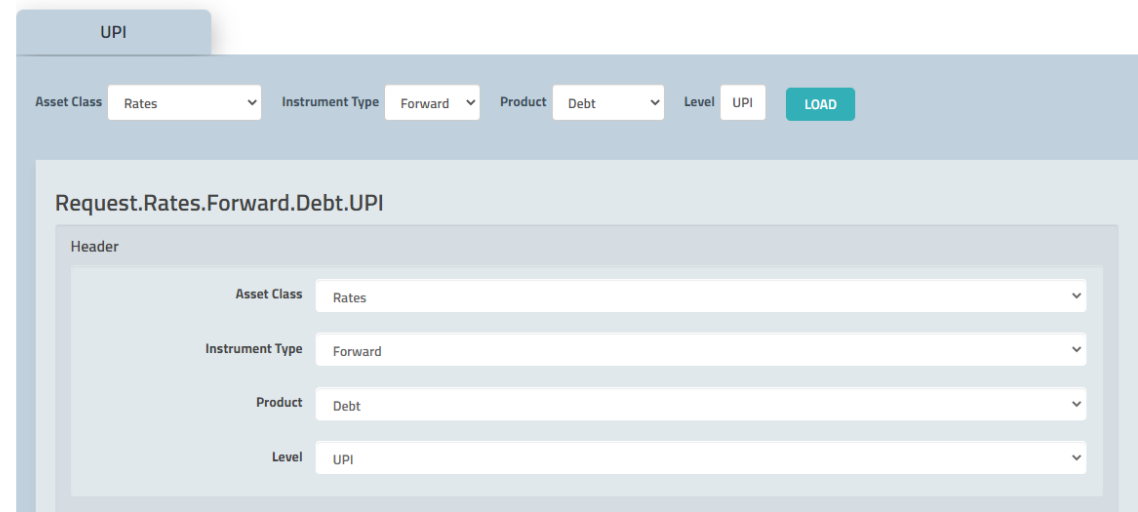 UPI
Asset Class Rates Instrument Type Forward Product Debt Level UPI LOAD
Request.Rates.Forward.Debt.UPI
Header
Asset Class Rates
Instrument Type Forward
Product Debt
Level UPI